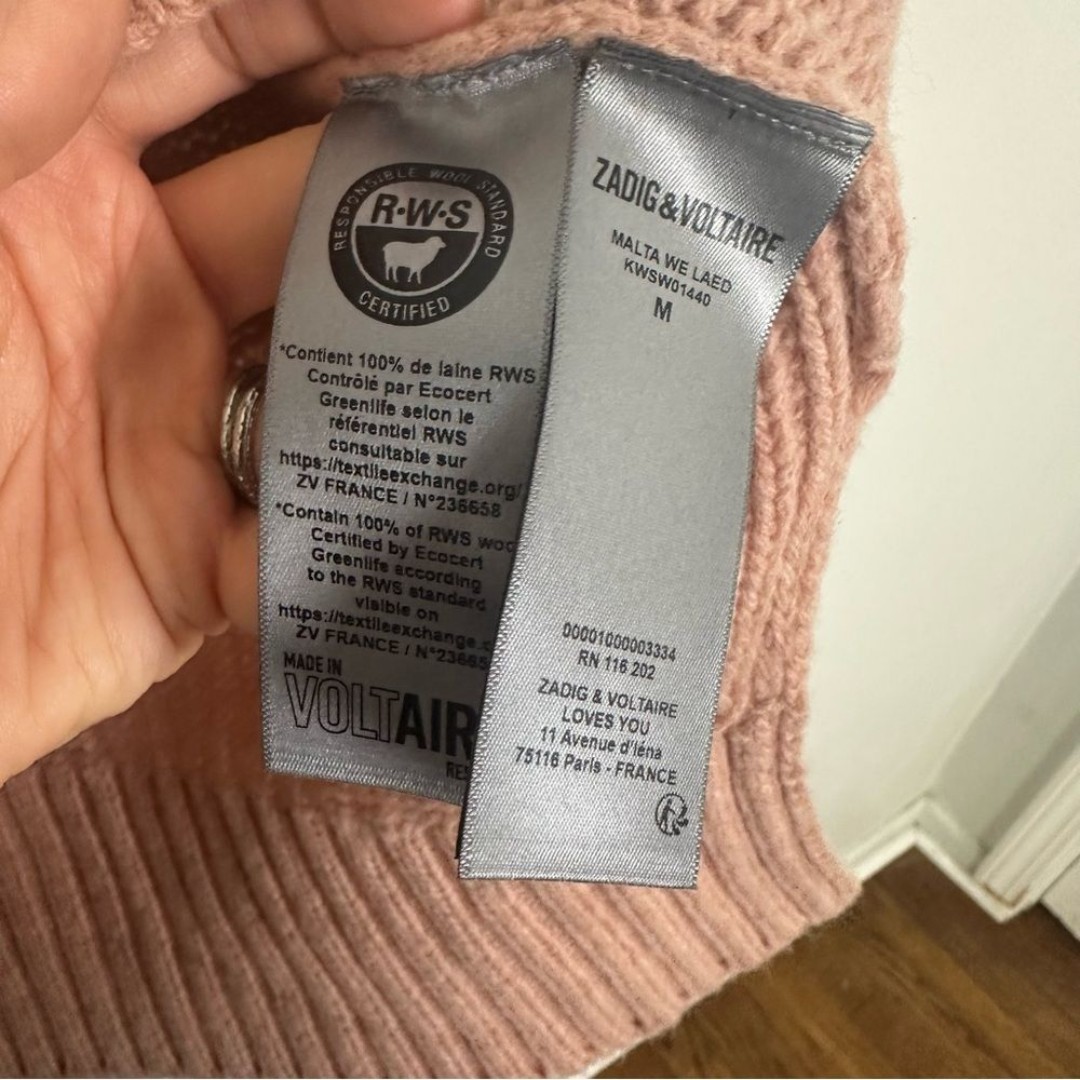 RESPONSIBLE WOOL STANDARD
R·W·S
CERTIFIED
*Contient 100% de laine RWS
Contrôlé par Ecocert
Greenlife selon le
référentiel RWS
consultable sur
https://textileexchange.org/
ZV FRANCE / N°236658
*Contain 100% of RWS
Certified by Ecocert
Greenlife according
to the RWS standard
visible on
https://textileexchange.
ZV FRANCE / N°23665
MADE IN
VOLTAIR
ZADIG&VOLTAIRE
MALTA WE LAED
KWSW01440
M
00001000003334
RN 116 202
ZADIG & VOLTAIRE
LOVES YOU
11 Avenue d'Iéna
75116 Paris - FRANCE